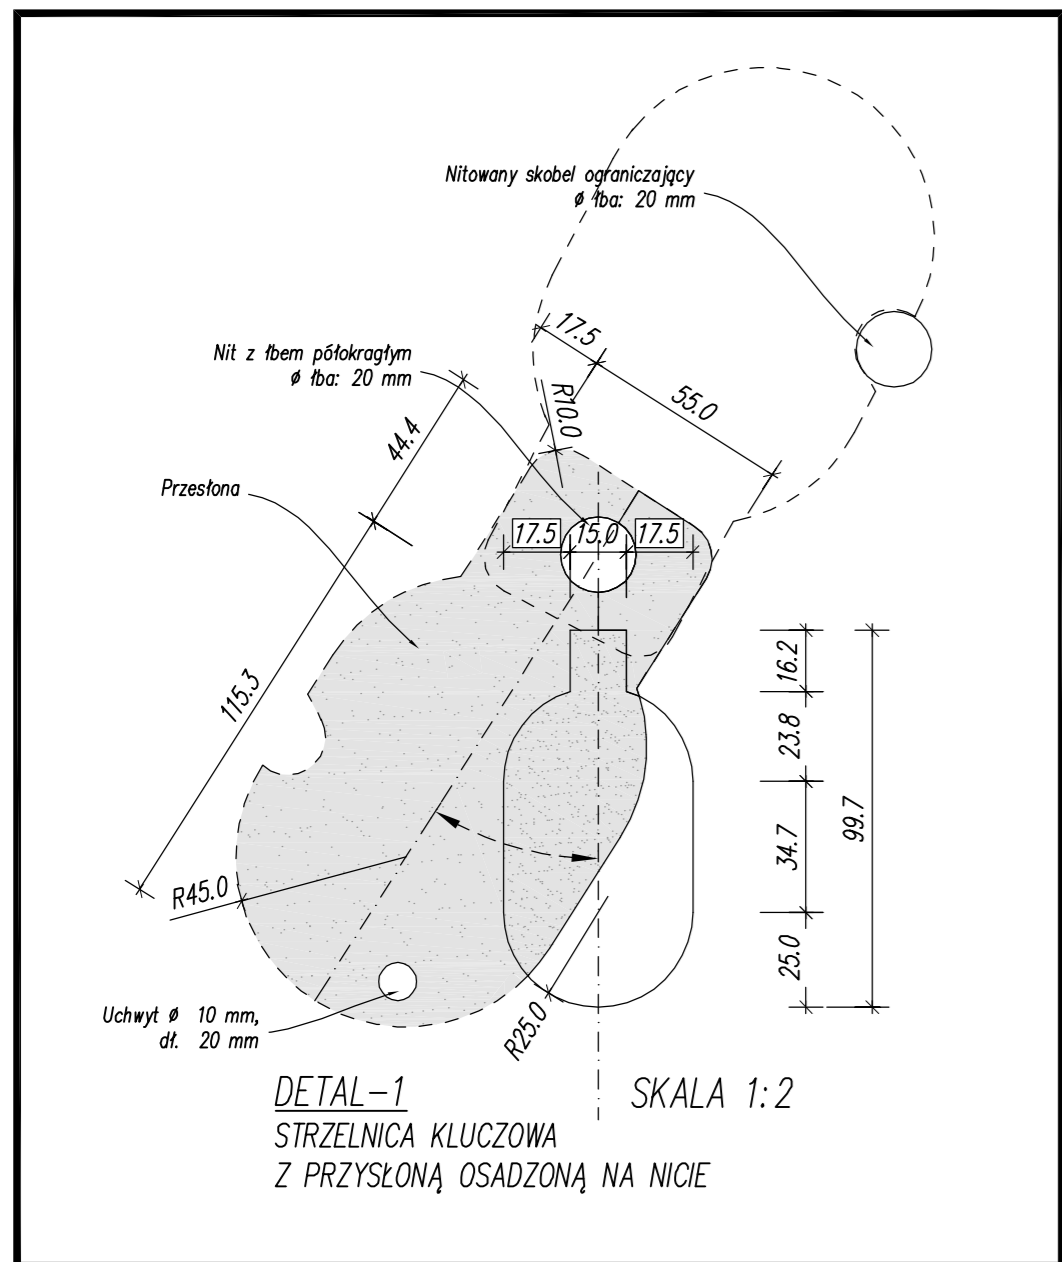 Nitowany skobel ograniczający
ø łba: 20 mm
17.5
Nit z łbem półokragłym
ø łba: 20 mm
R10.0
55.0
44.4
Przesłona
17.5 15.0 17.5
16.2
115.3
23.8
99.7
34.7
R45.0
25.0
Uchwyt ø 10 mm,
dł. 20 mm
R25.0
DETAL-1 SKALA 1:2
STRZELNICA KLUCZOWA
Z PRZYSŁONĄ OSADZONĄ NA NICIE